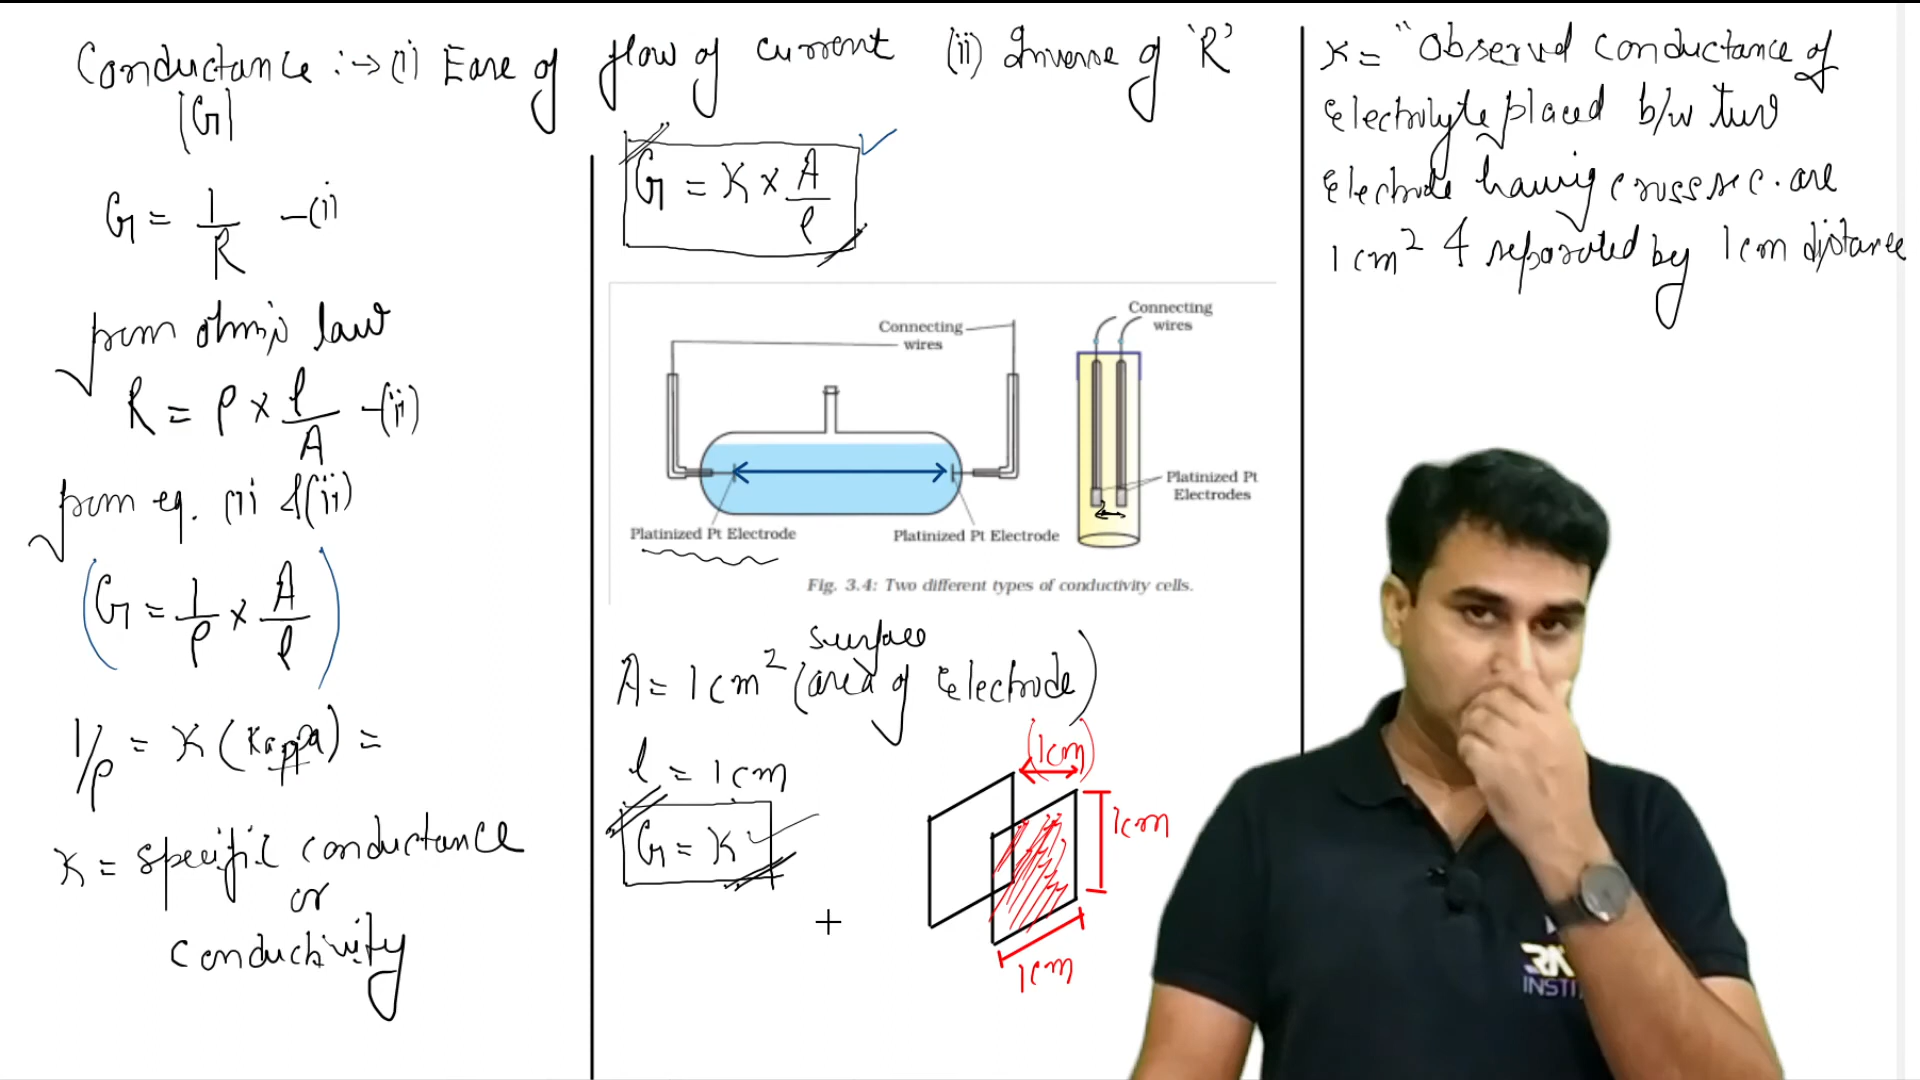 Conductance :→ (i) Ease of flow of current (ii) Inverse of 'R'
[G]
G = 1/R —(i)
from ohm's law
R = ρ × l/A —(ii)
from eq. (i) & (ii)
(G = 1/ρ × A/l)
1/ρ = K (Kappa) =
K = specific conductance
or
conductivity
G = K × A/l
Connecting
wires
Platinized Pt Electrode
Platinized Pt Electrode
Connecting
wires
Platinized Pt
Electrodes
Fig. 3.4: Two different types of conductivity cells.
surface
A = 1cm² (area of Electrode)
l = 1cm
G = K
+
(1cm)
1cm
1cm
K = "Observed conductance of
Electrolyte placed b/w two
Electrode having cross sec. are
1cm² & separated by 1cm distance
INSTI